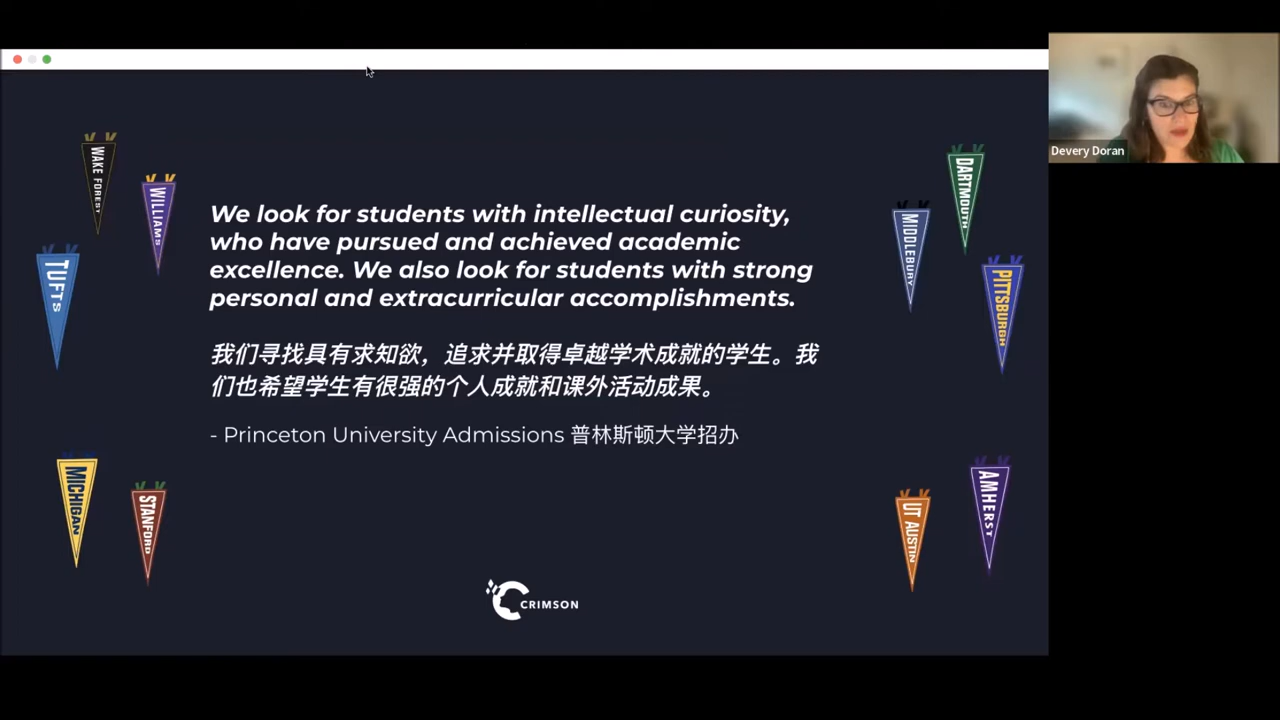 Devery Doran
WAKE FOREST
WILLIAMS
TUFTS
DARTMOUTH
MIDDLEBURY
PITTSBURGH
We look for students with intellectual curiosity,
who have pursued and achieved academic
excellence. We also look for students with strong
personal and extracurricular accomplishments.
我们寻找具有求知欲，追求并取得卓越学术成就的学生。我
们也希望学生有很强的个人成就和课外活动成果。
- Princeton University Admissions 普林斯顿大学招办
MICHIGAN
STANFORD
UT AUSTIN
AMHERST
CRIMSON